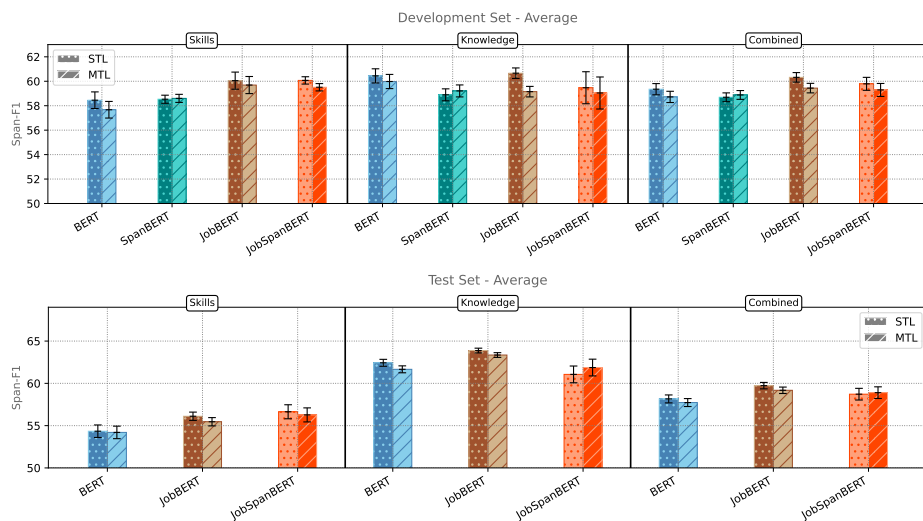 Development Set - Average
Skills
Knowledge
Combined
STL
MTL
Span-F1
62
60
58
56
54
52
50
BERT
SpanBERT
JobBERT
JobSpanBERT
BERT
SpanBERT
JobBERT
JobSpanBERT
BERT
SpanBERT
JobBERT
JobSpanBERT
Test Set - Average
Skills
Knowledge
Combined
STL
MTL
Span-F1
65
60
55
50
BERT
JobBERT
JobSpanBERT
BERT
JobBERT
JobSpanBERT
BERT
JobBERT
JobSpanBERT